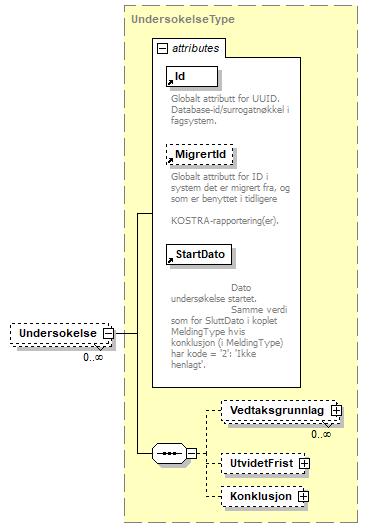 UndersokelseType
attributes
Id
Globalt attributt for UUID.
Database-id/surrogatnøkkel i
fagsystem.
MigrertId
Globalt attributt for ID i
system det er migrert fra, og
som er benyttet i tidligere
KOSTRA-rapportering(er).
StartDato
Dato
undersøkelse startet.
Samme verdi
som for SluttDato i koplet
MeldingType hvis
konklusjon (i MeldingType)
har kode = '2': 'Ikke
henlagt'.
Undersokelse
0..∞
Vedtaksgrunnlag
0..∞
UtvidetFrist
Konklusjon